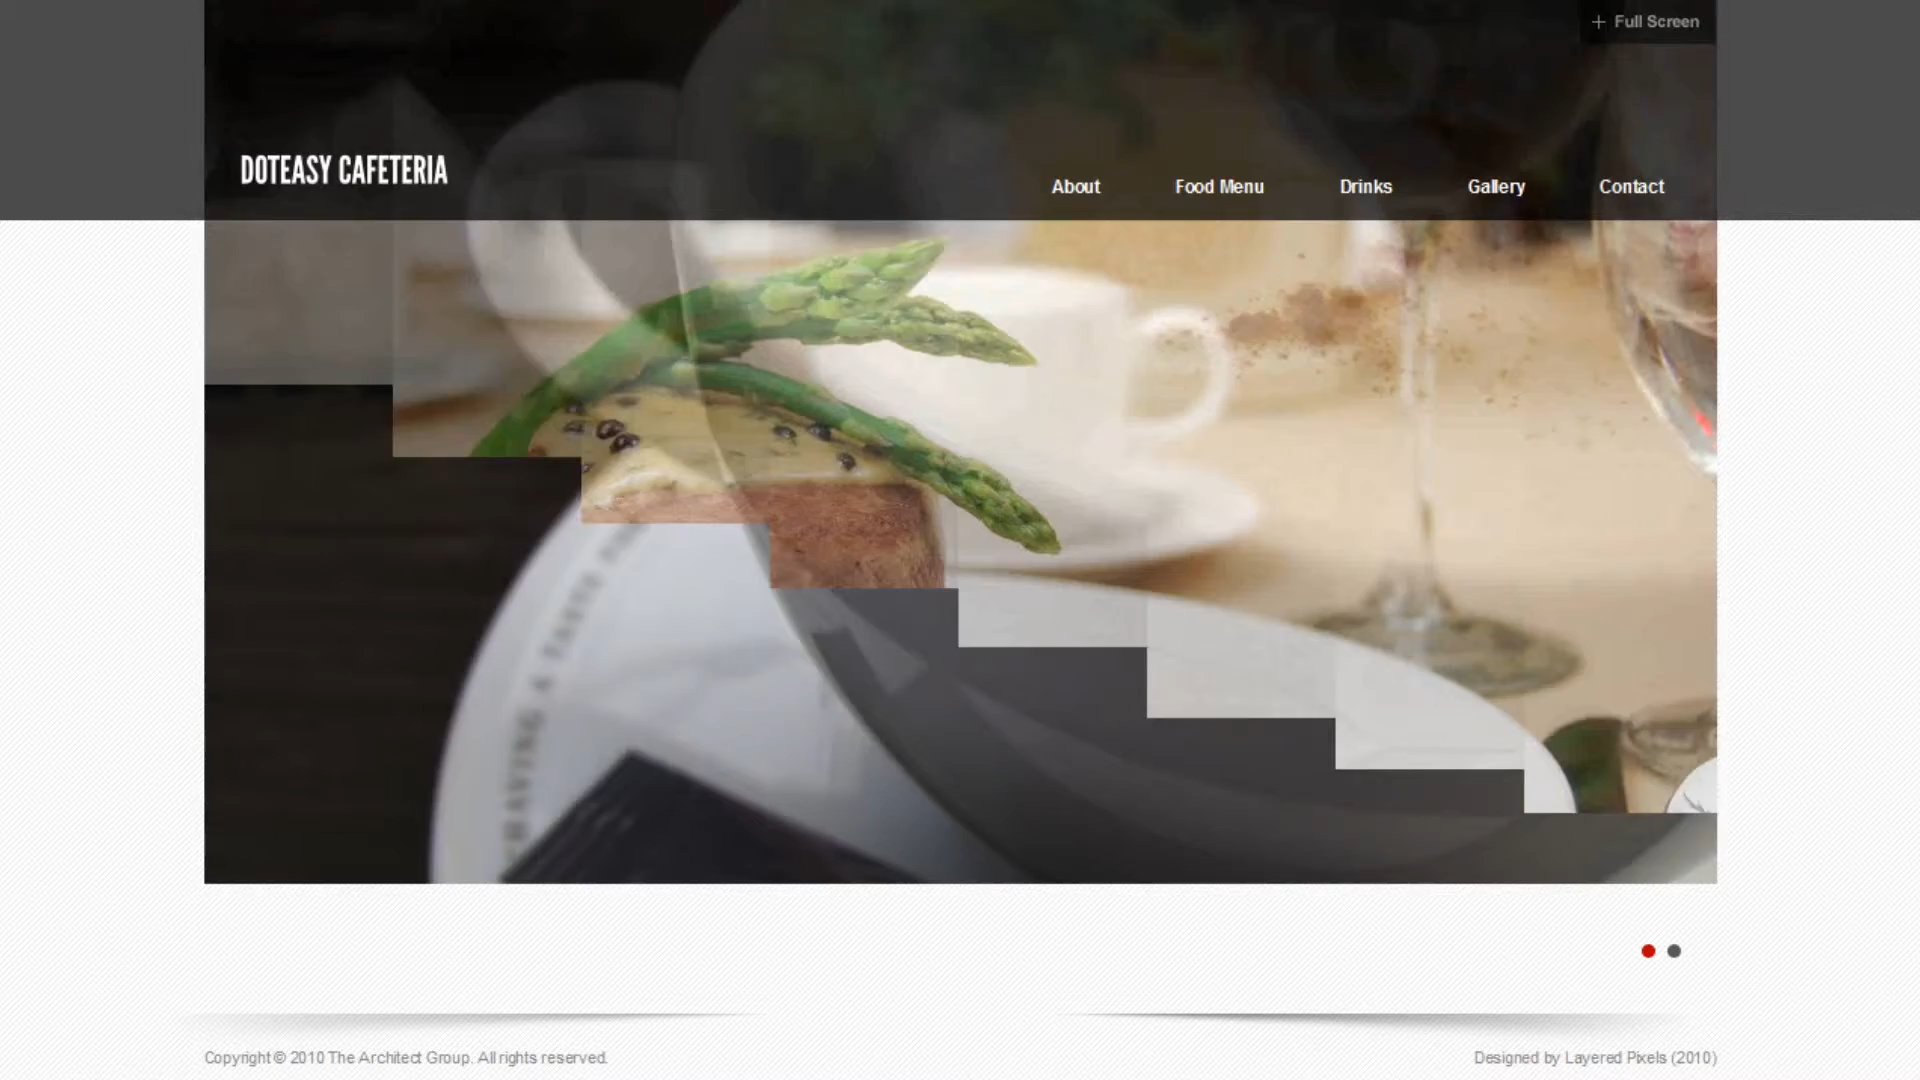 + Full Screen
DOTEASY CAFETERIA
About
Food Menu
Drinks
Gallery
Contact
Copyright © 2010 The Architect Group. All rights reserved.
Designed by Layered Pixels (2010)